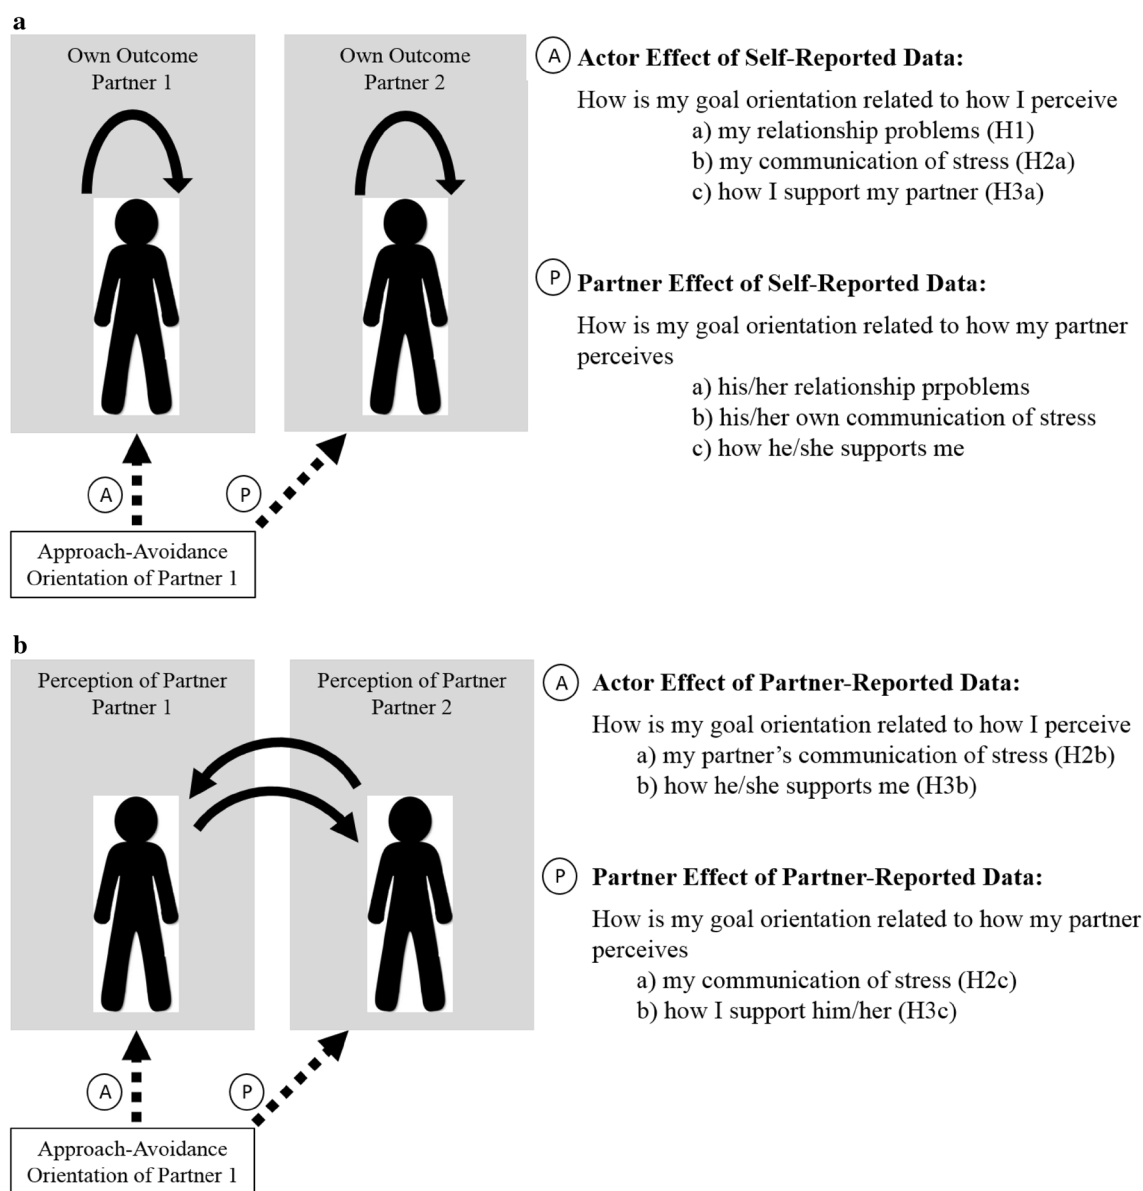 a
Own Outcome
Partner 1
Own Outcome
Partner 2
A
Actor Effect of Self-Reported Data:
How is my goal orientation related to how I perceive
a) my relationship problems (H1)
b) my communication of stress (H2a)
c) how I support my partner (H3a)
P
Partner Effect of Self-Reported Data:
How is my goal orientation related to how my partner
perceives
a) his/her relationship prpoblems
b) his/her own communication of stress
c) how he/she supports me
A
P
Approach-Avoidance
Orientation of Partner 1
b
Perception of Partner
Partner 1
Perception of Partner
Partner 2
A
Actor Effect of Partner-Reported Data:
How is my goal orientation related to how I perceive
a) my partner’s communication of stress (H2b)
b) how he/she supports me (H3b)
P
Partner Effect of Partner-Reported Data:
How is my goal orientation related to how my partner
perceives
a) my communication of stress (H2c)
b) how I support him/her (H3c)
A
P
Approach-Avoidance
Orientation of Partner 1